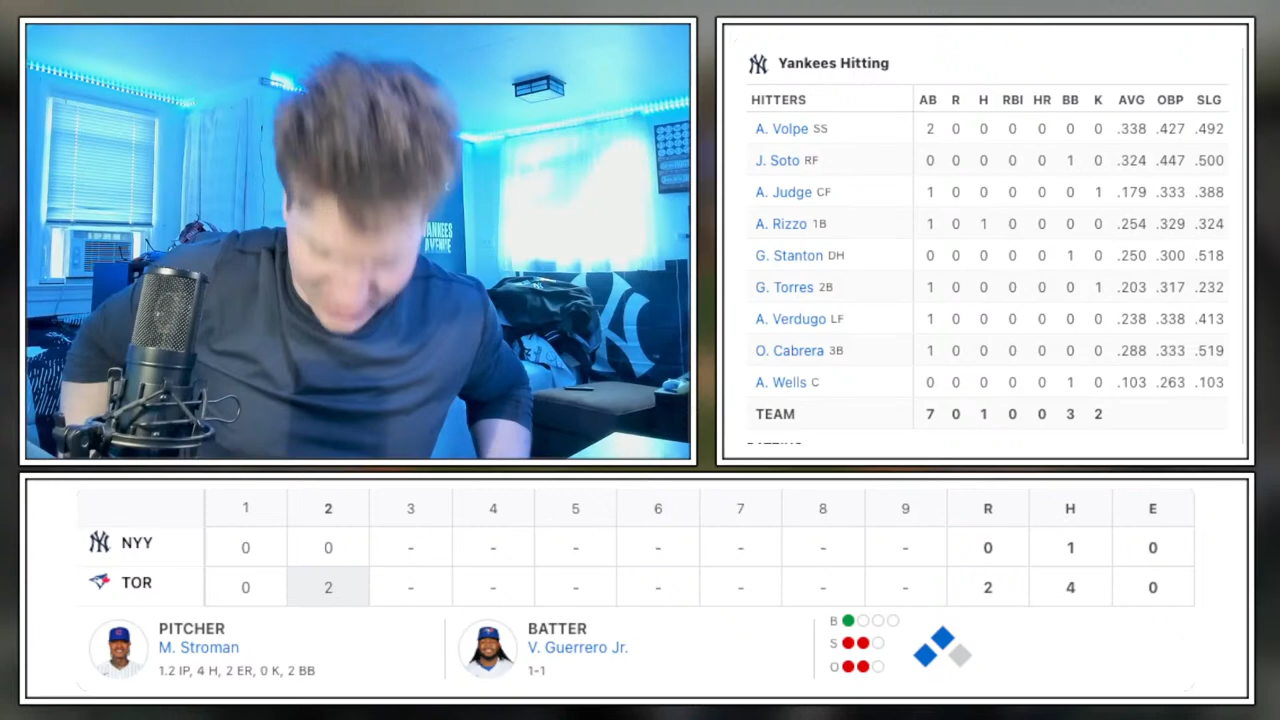 YANKEES
AVENUE
Yankees Hitting
HITTERS AB R H RBI HR BB K AVG OBP SLG
A. Volpe SS 2 0 0 0 0 0 0 .338 .427 .492
J. Soto RF 0 0 0 0 0 1 0 .324 .447 .500
A. Judge CF 1 0 0 0 0 0 1 .179 .333 .388
A. Rizzo 1B 1 0 1 0 0 0 0 .254 .329 .324
G. Stanton DH 0 0 0 0 0 1 0 .250 .300 .518
G. Torres 2B 1 0 0 0 0 0 1 .203 .317 .232
A. Verdugo LF 1 0 0 0 0 0 0 .238 .338 .413
O. Cabrera 3B 1 0 0 0 0 0 0 .288 .333 .519
A. Wells C 0 0 0 0 0 1 0 .103 .263 .103
TEAM 7 0 1 0 0 3 2
1 2 3 4 5 6 7 8 9 R H E
NYY 0 0 - - - - - - - 0 1 0
TOR 0 2 - - - - - - - 2 4 0
PITCHER
M. Stroman
1.2 IP, 4 H, 2 ER, 0 K, 2 BB
BATTER
V. Guerrero Jr.
1-1
B
S
O